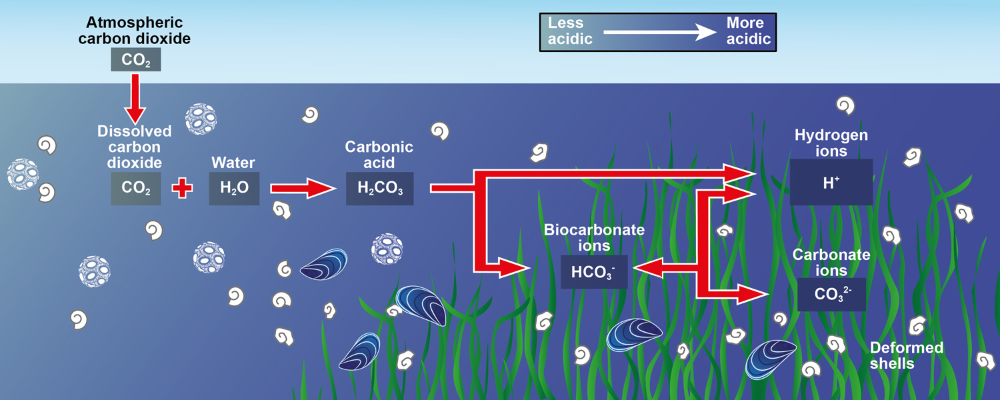 Atmospheric
carbon dioxide
CO₂
Less
acidic
More
acidic
Dissolved
carbon
dioxide
CO₂
Water
H₂O
Carbonic
acid
H₂CO₃
Hydrogen
ions
H⁺
Biocarbonate
ions
HCO₃⁻
Carbonate
ions
CO₃²⁻
Deformed
shells